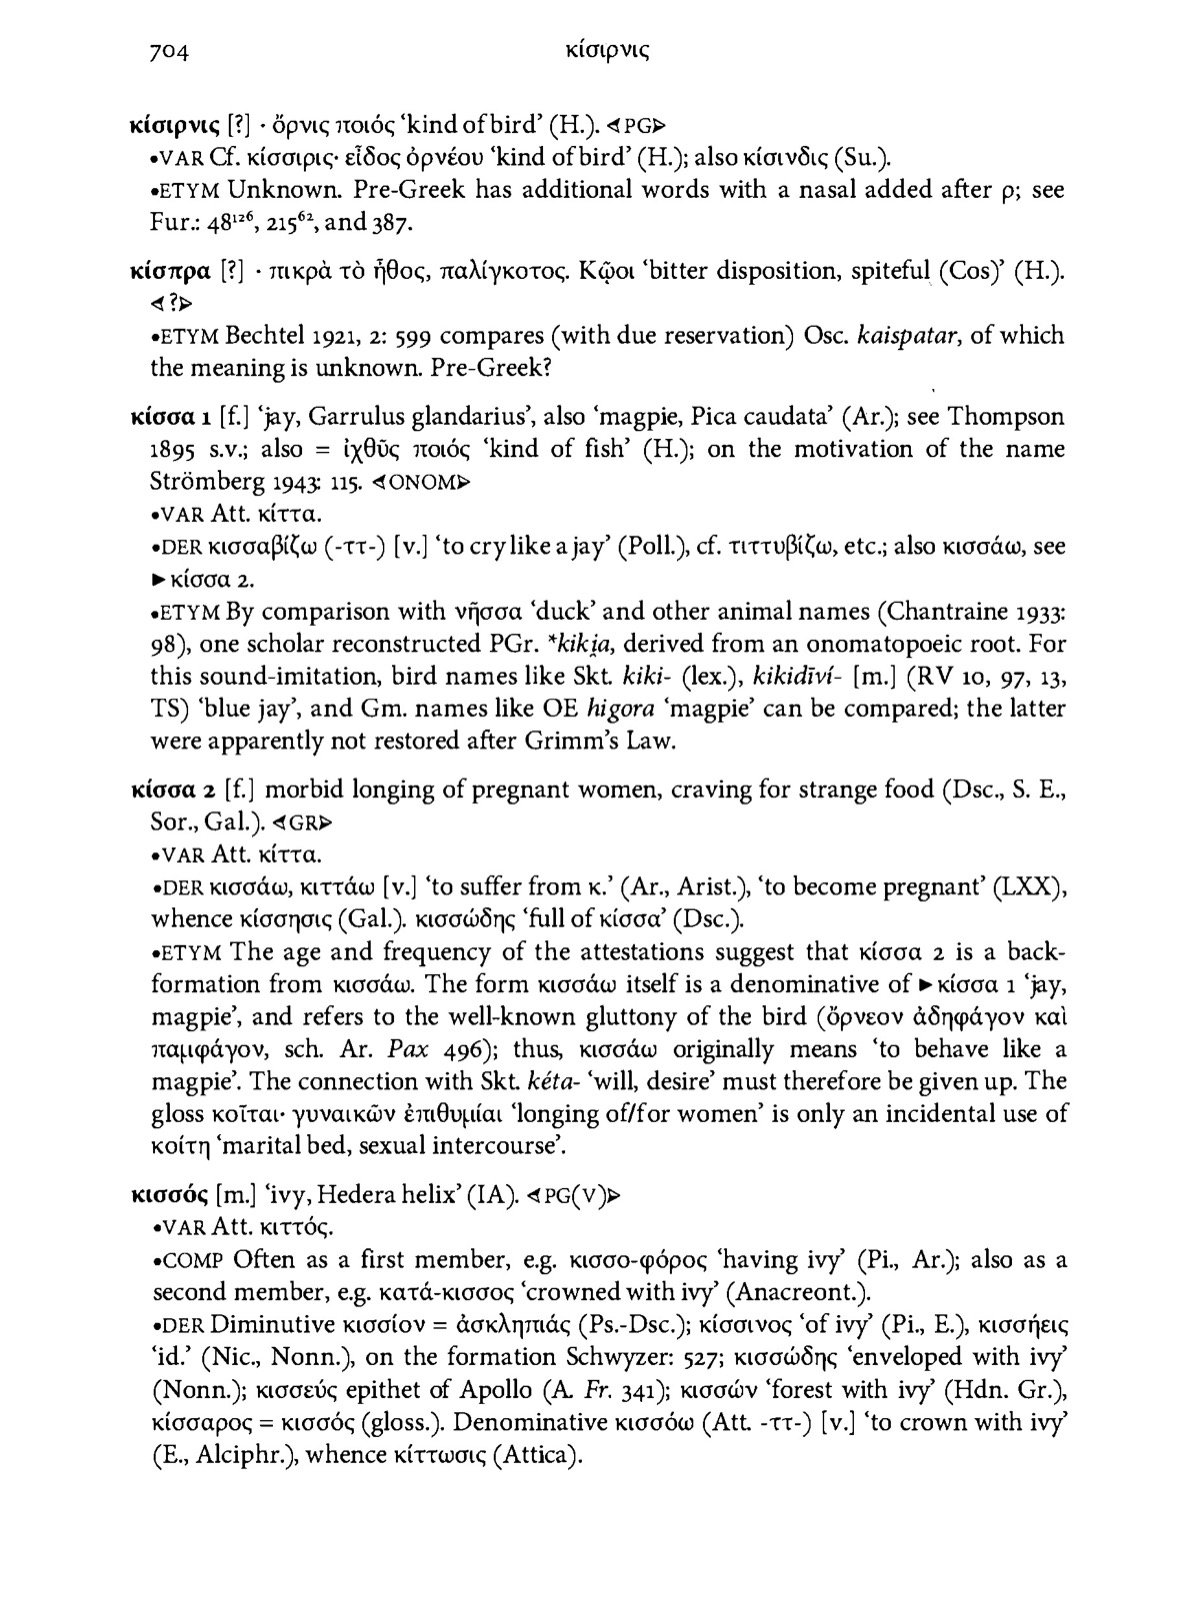 704 κίσιρνις
κίσιρνις [?] · ὄρνις ποιός ‘kind of bird’ (H.). ⊲PG⊳
•VAR Cf. κίσσιρις· εἶδος ὀρνέου ‘kind of bird’ (H.); also κίσινδις (Su.).
•ETYM Unknown. Pre-Greek has additional words with a nasal added after ρ; see
Fur.: 48¹²⁶, 215⁶², and 387.
κίσπρα [?] · πικρὰ τὸ ἦθος, παλίγκοτος. Κῷοι ‘bitter disposition, spiteful (Cos)’ (H.).
⊲?⊳
•ETYM Bechtel 1921, 2: 599 compares (with due reservation) Osc. kaispatar, of which
the meaning is unknown. Pre-Greek?
κίσσα 1 [f.] ‘jay, Garrulus glandarius’, also ‘magpie, Pica caudata’ (Ar.); see Thompson
1895 s.v.; also = ἰχθῦς ποιός ‘kind of fish’ (H.); on the motivation of the name
Strömberg 1943: 115. ⊲ONOM⊳
•VAR Att. κίττα.
•DER κισσαβίζω (-ττ-) [v.] ‘to cry like a jay’ (Poll.), cf. τιττυβίζω, etc.; also κισσάω, see
►κίσσα 2.
•ETYM By comparison with νῆσσα ‘duck’ and other animal names (Chantraine 1933:
98), one scholar reconstructed PGr. *kiki̯a, derived from an onomatopoeic root. For
this sound-imitation, bird names like Skt. kiki- (lex.), kikidīví- [m.] (RV 10, 97, 13,
TS) ‘blue jay’, and Gm. names like OE higora ‘magpie’ can be compared; the latter
were apparently not restored after Grimm’s Law.
κίσσα 2 [f.] morbid longing of pregnant women, craving for strange food (Dsc., S. E.,
Sor., Gal.). ⊲GR⊳
•VAR Att. κίττα.
•DER κισσάω, κιττάω [v.] ‘to suffer from κ.’ (Ar., Arist.), ‘to become pregnant’ (LXX),
whence κίσσησις (Gal.). κισσώδης ‘full of κίσσα’ (Dsc.).
•ETYM The age and frequency of the attestations suggest that κίσσα 2 is a back-
formation from κισσάω. The form κισσάω itself is a denominative of ►κίσσα 1 ‘jay,
magpie’, and refers to the well-known gluttony of the bird (ὄρνεον ἀδηφάγον καὶ
παμφάγον, sch. Ar. Pax 496); thus, κισσάω originally means ‘to behave like a
magpie’. The connection with Skt. kéta- ‘will, desire’ must therefore be given up. The
gloss κοῖται· γυναικῶν ἐπιθυμίαι ‘longing of/for women’ is only an incidental use of
κοίτη ‘marital bed, sexual intercourse’.
κισσός [m.] ‘ivy, Hedera helix’ (IA). ⊲PG(V)⊳
•VAR Att. κιττός.
•COMP Often as a first member, e.g. κισσο-φόρος ‘having ivy’ (Pi., Ar.); also as a
second member, e.g. κατά-κισσος ‘crowned with ivy’ (Anacreont.).
•DER Diminutive κισσίον = ἀσκληπιάς (Ps.-Dsc.); κίσσινος ‘of ivy’ (Pi., E.), κισσήεις
‘id.’ (Nic., Nonn.), on the formation Schwyzer: 527; κισσώδης ‘enveloped with ivy’
(Nonn.); κισσεύς epithet of Apollo (A. Fr. 341); κισσών ‘forest with ivy’ (Hdn. Gr.),
κίσσαρος = κισσός (gloss.). Denominative κισσόω (Att. -ττ-) [v.] ‘to crown with ivy’
(E., Alciphr.), whence κίττωσις (Attica).